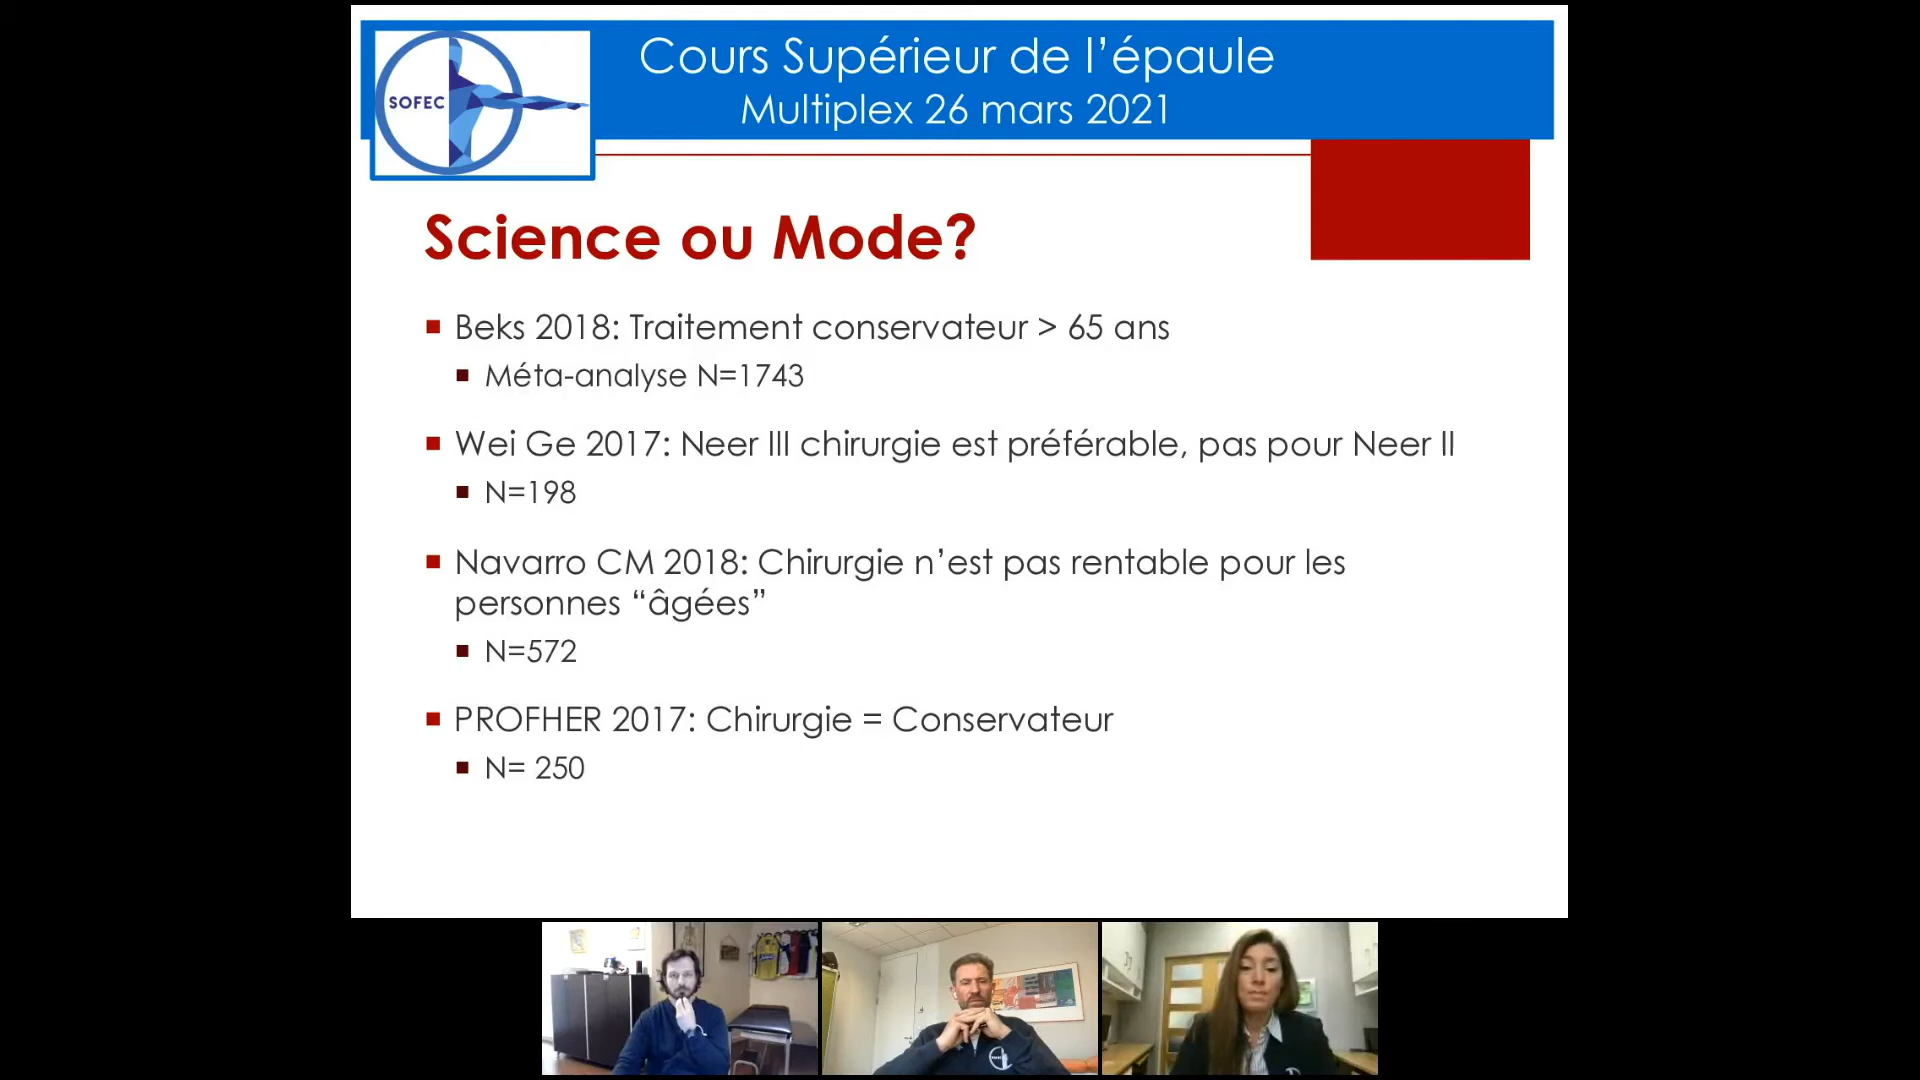 SOFEC
Cours Supérieur de l’épaule
Multiplex 26 mars 2021
Science ou Mode?
Beks 2018: Traitement conservateur > 65 ans
Méta-analyse N=1743
Wei Ge 2017: Neer III chirurgie est préférable, pas pour Neer II
N=198
Navarro CM 2018: Chirurgie n’est pas rentable pour les
personnes “âgées”
N=572
PROFHER 2017: Chirurgie = Conservateur
N= 250